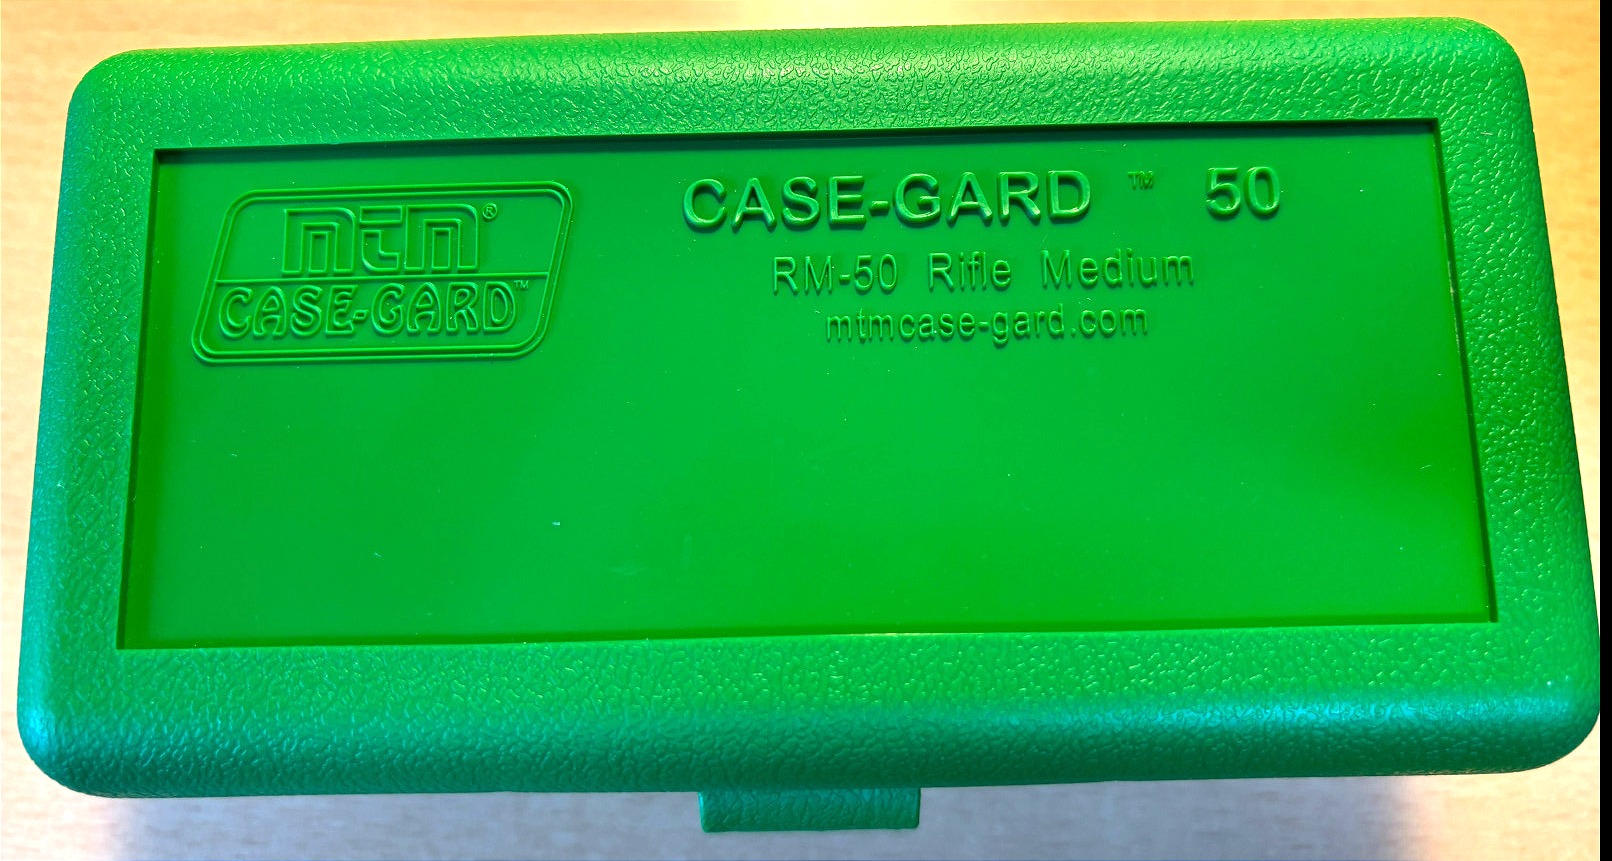 mtm®
CASE-GARD™
CASE-GARD ™ 50
RM-50 Rifle Medium
mtmcase-gard.com